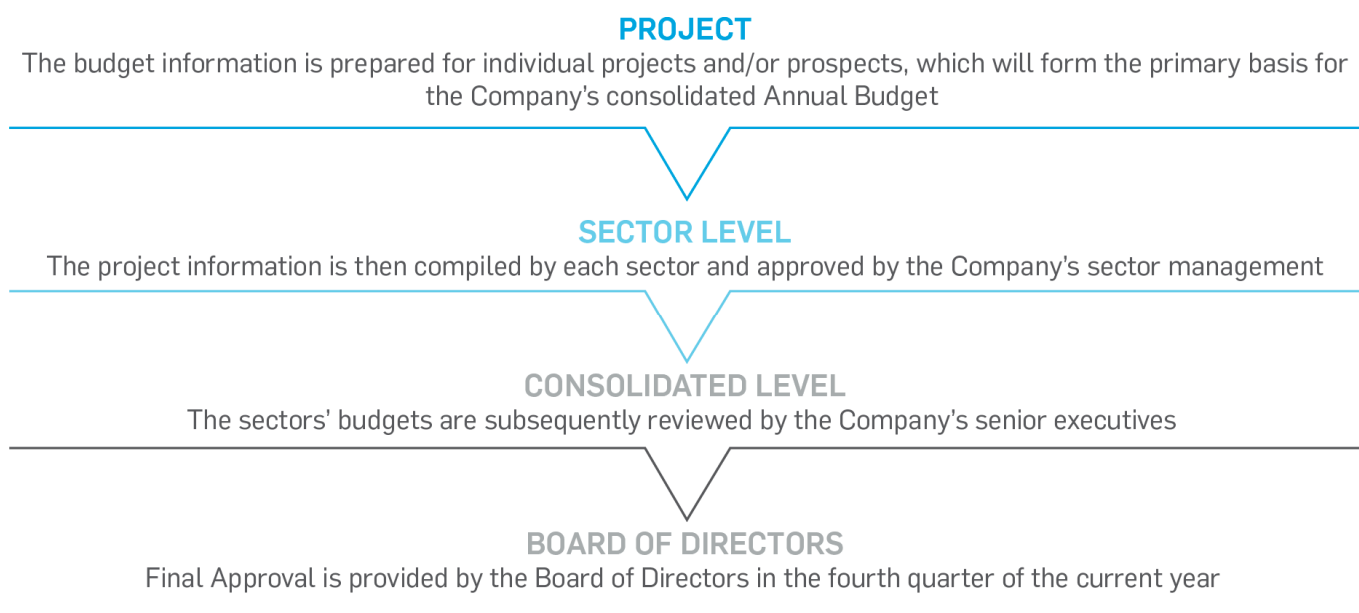 PROJECT
The budget information is prepared for individual projects and/or prospects, which will form the primary basis for
the Company’s consolidated Annual Budget
SECTOR LEVEL
The project information is then compiled by each sector and approved by the Company’s sector management
CONSOLIDATED LEVEL
The sectors’ budgets are subsequently reviewed by the Company’s senior executives
BOARD OF DIRECTORS
Final Approval is provided by the Board of Directors in the fourth quarter of the current year